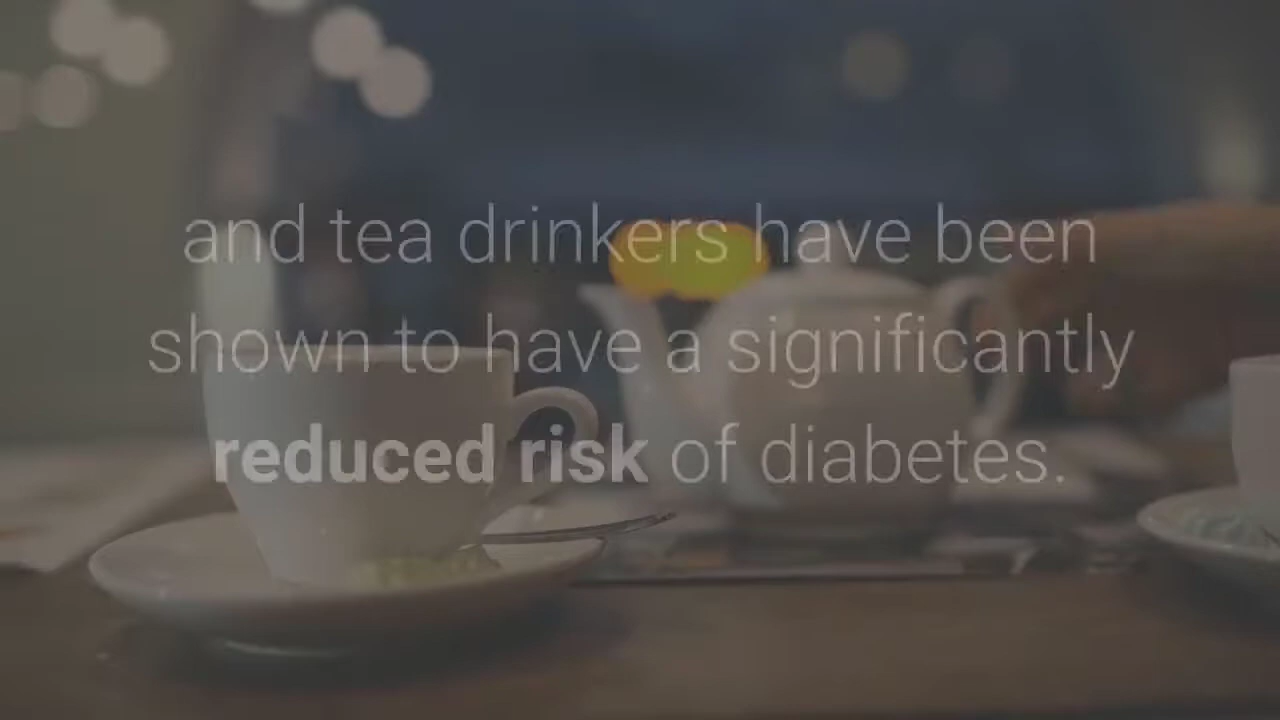 and tea drinkers have been
shown to have a significantly
reduced risk of diabetes.